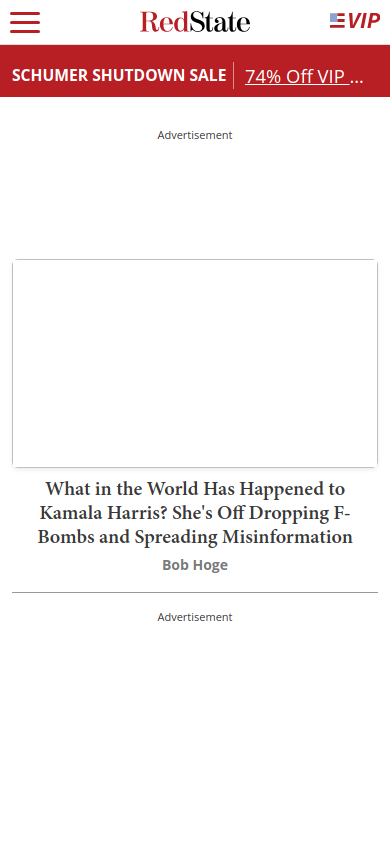 RedState
VIP
SCHUMER SHUTDOWN SALE
74% Off VIP ...
Advertisement
What in the World Has Happened to
Kamala Harris? She's Off Dropping F-
Bombs and Spreading Misinformation
Bob Hoge
Advertisement